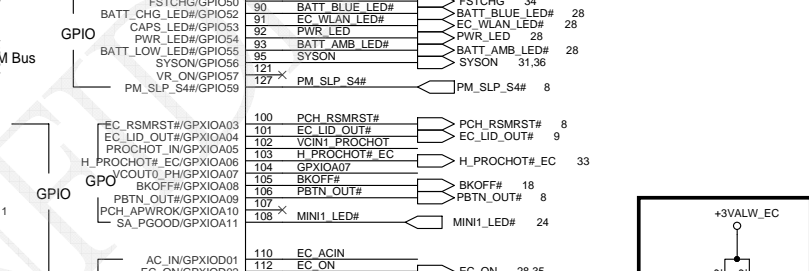 FSTCHG/GPIO50 FSTCHG 34
BATT_CHG_LED#/GPIO52 90 BATT_BLUE_LED# BATT_BLUE_LED# 28
CAPS_LED#/GPIO53 91 EC_WLAN_LED# EC_WLAN_LED# 28
GPIO PWR_LED#/GPIO54 92 PWR_LED PWR_LED 28
BATT_LOW_LED#/GPIO55 93 BATT_AMB_LED# BATT_AMB_LED# 28
M Bus SYSON/GPIO56 95 SYSON SYSON 31,36
VR_ON/GPIO57 121
PM_SLP_S4#/GPIO59 127 PM_SLP_S4# PM_SLP_S4# 8
EC_RSMRST#/GPXIOA03 100 PCH_RSMRST# PCH_RSMRST# 8
EC_LID_OUT#/GPXIOA04 101 EC_LID_OUT# EC_LID_OUT# 9
PROCHOT_IN/GPXIOA05 102 VCIN1_PROCHOT
H_PROCHOT#_EC/GPXIOA06 103 H_PROCHOT#_EC H_PROCHOT#_EC 33
VCOUT0_PH/GPXIOA07 104 GPXIOA07
GPIO GPO BKOFF#/GPXIOA08 105 BKOFF# BKOFF# 18
PBTN_OUT#/GPXIOA09 106 PBTN_OUT# PBTN_OUT# 8
1 PCH_APWROK/GPXIOA10 107
SA_PGOOD/GPXIOA11 108 MINI1_LED# MINI1_LED# 24
+3VALW_EC
AC_IN/GPXIOD01 110 EC_ACIN
EC_ON/GPXIOD02 112 EC_ON EC_ON 28,35